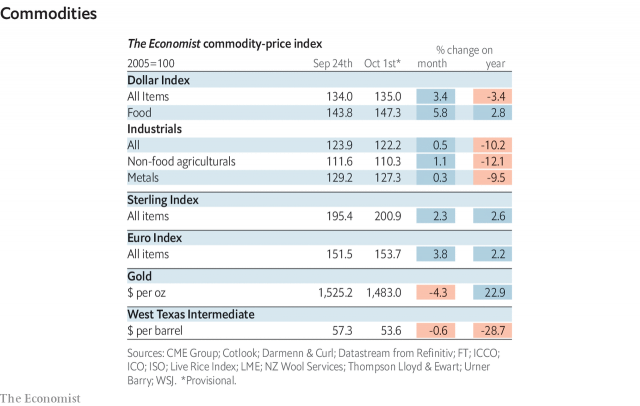 Commodities
The Economist commodity-price index
% change on
2005=100 Sep 24th Oct 1st* month year
Dollar Index
All Items 134.0 135.0 3.4 -3.4
Food 143.8 147.3 5.8 2.8
Industrials
All 123.9 122.2 0.5 -10.2
Non-food agriculturals 111.6 110.3 1.1 -12.1
Metals 129.2 127.3 0.3 -9.5
Sterling Index
All items 195.4 200.9 2.3 2.6
Euro Index
All items 151.5 153.7 3.8 2.2
Gold
$ per oz 1,525.2 1,483.0 -4.3 22.9
West Texas Intermediate
$ per barrel 57.3 53.6 -0.6 -28.7
Sources: CME Group; Cotlook; Darmenn & Curl; Datastream from Refinitiv; FT; ICCO;
ICO; ISO; Live Rice Index; LME; NZ Wool Services; Thompson Lloyd & Ewart; Urner
Barry; WSJ. *Provisional.
The Economist